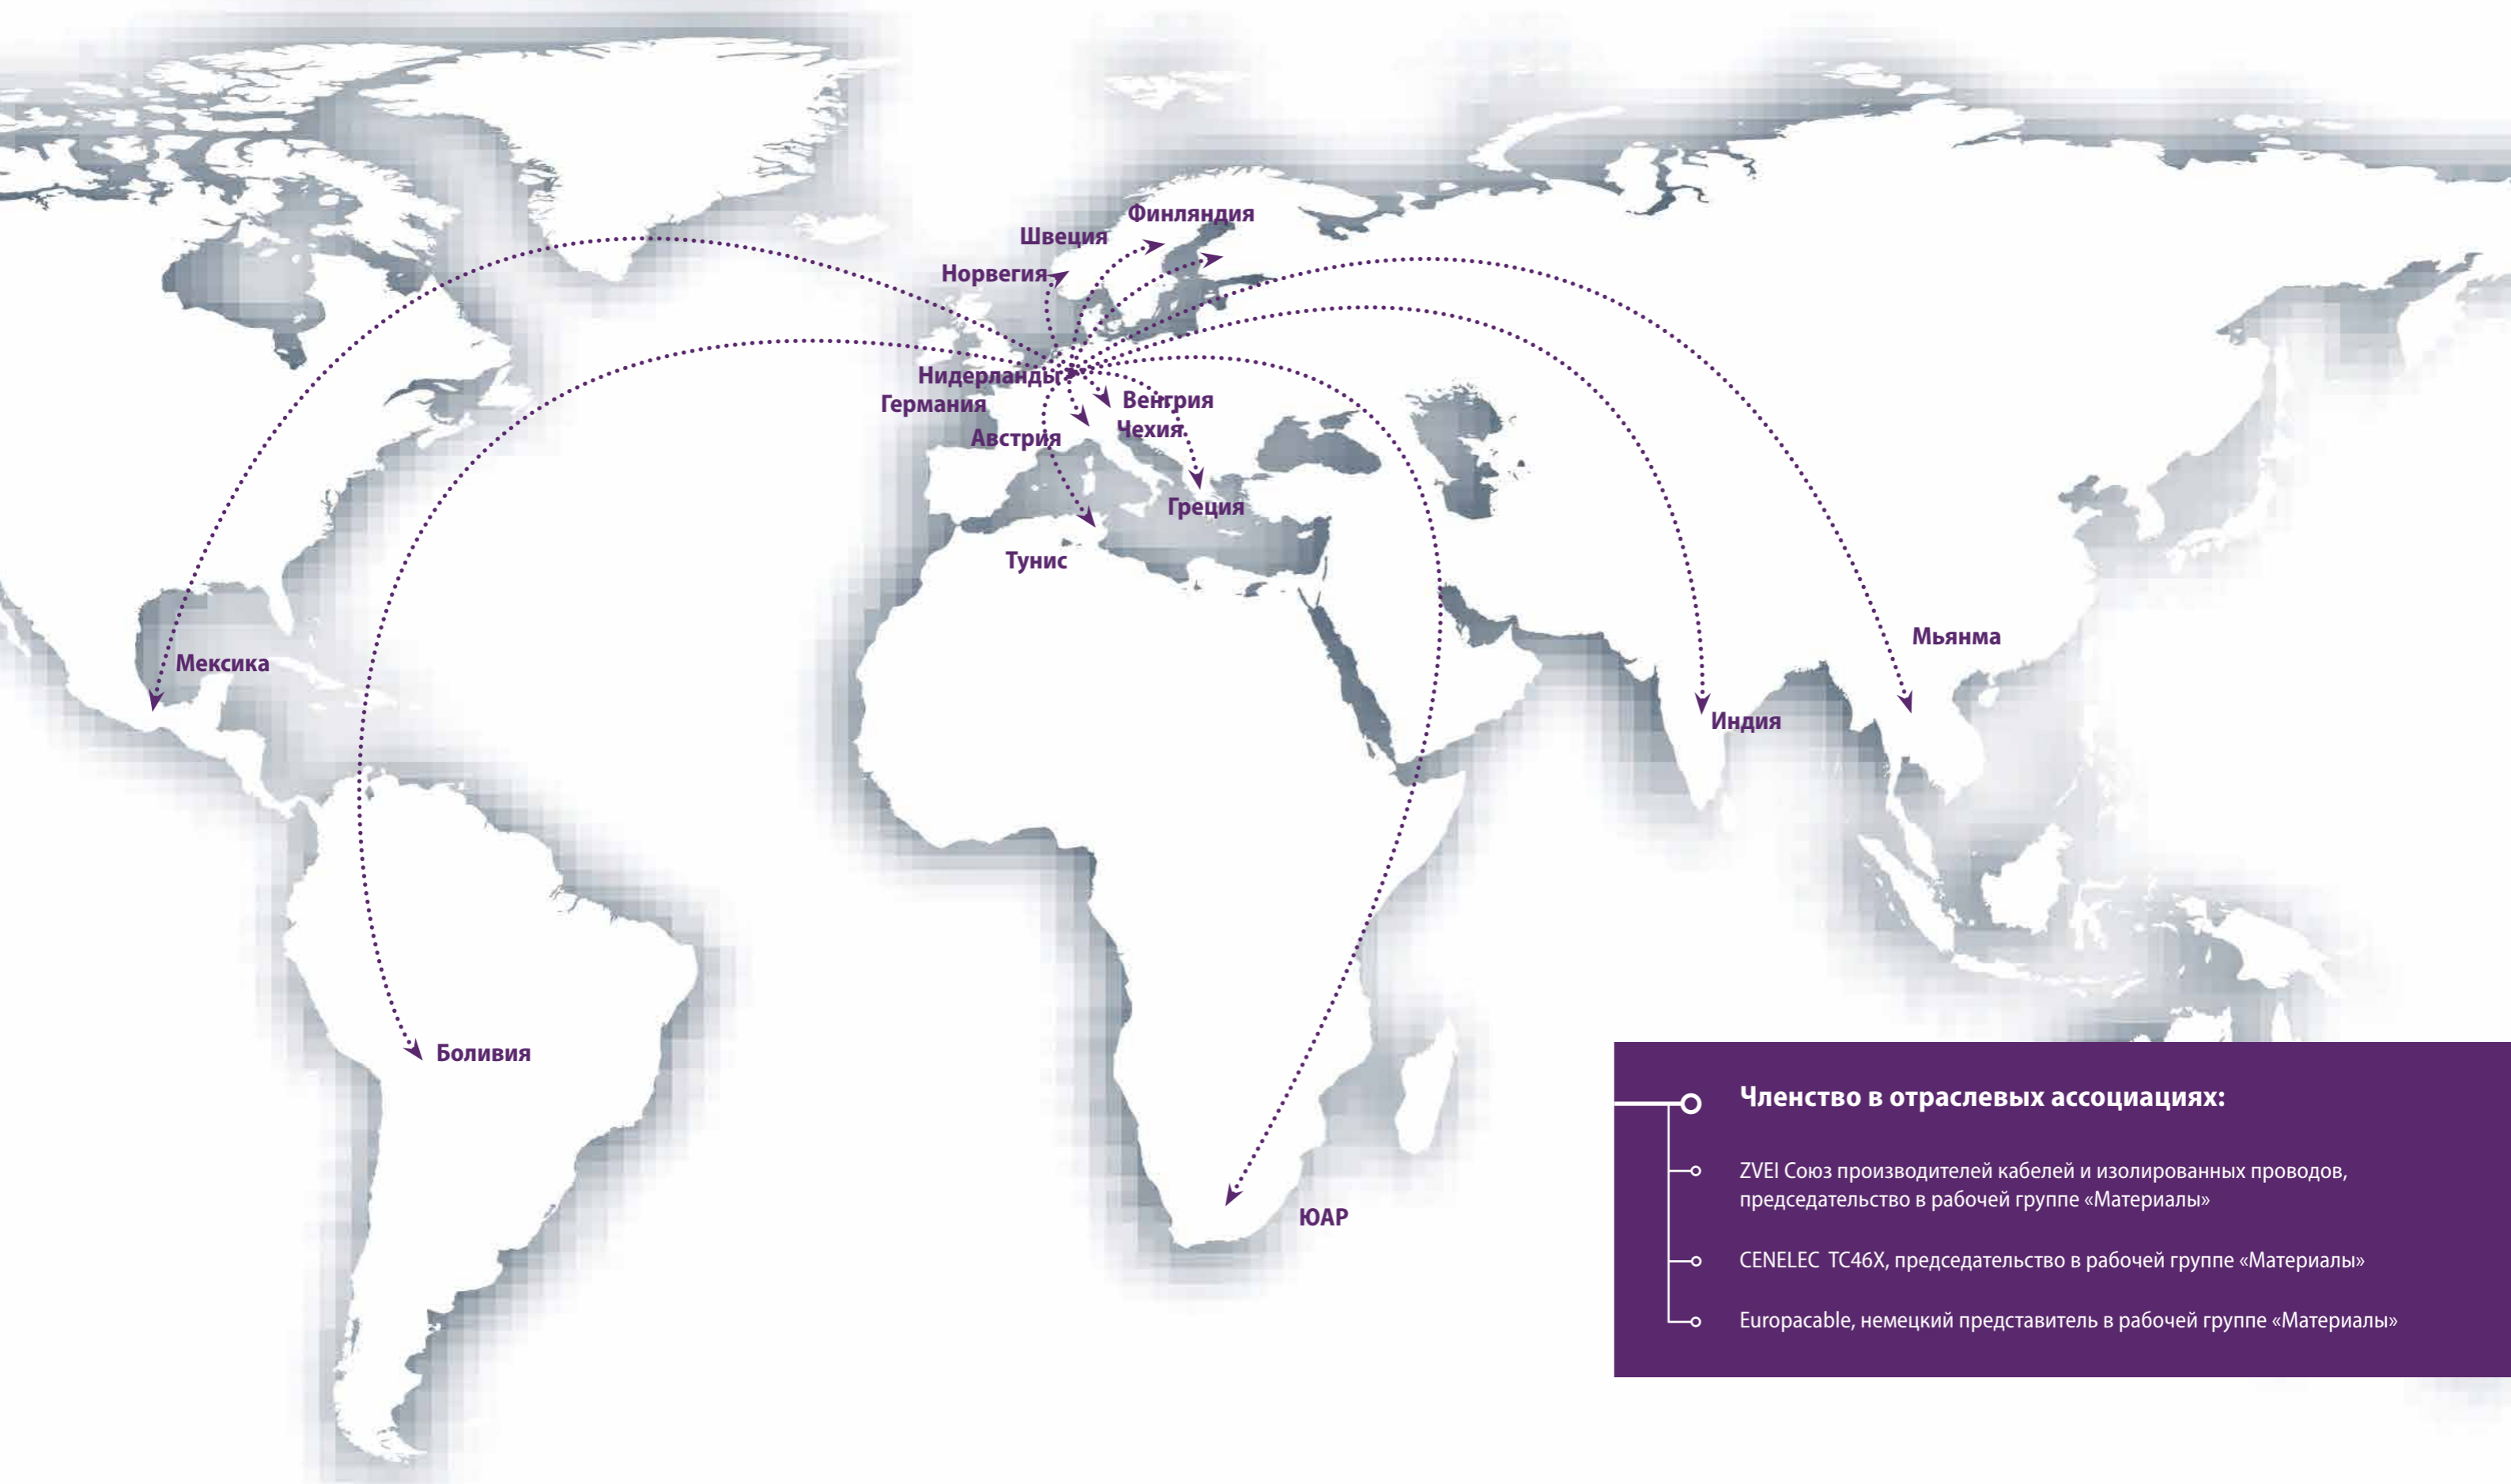 Финляндия
Швеция
Норвегия
Нидерланды
Германия
Венгрия
Австрия
Чехия
Греция
Тунис
Мьянма
Мексика
Индия
Боливия
ЮАР
Членство в отраслевых ассоциациях:
ZVEI Союз производителей кабелей и изолированных проводов,
председательство в рабочей группе «Материалы»
CENELEC TC46X, председательство в рабочей группе «Материалы»
Europacable, немецкий представитель в рабочей группе «Материалы»